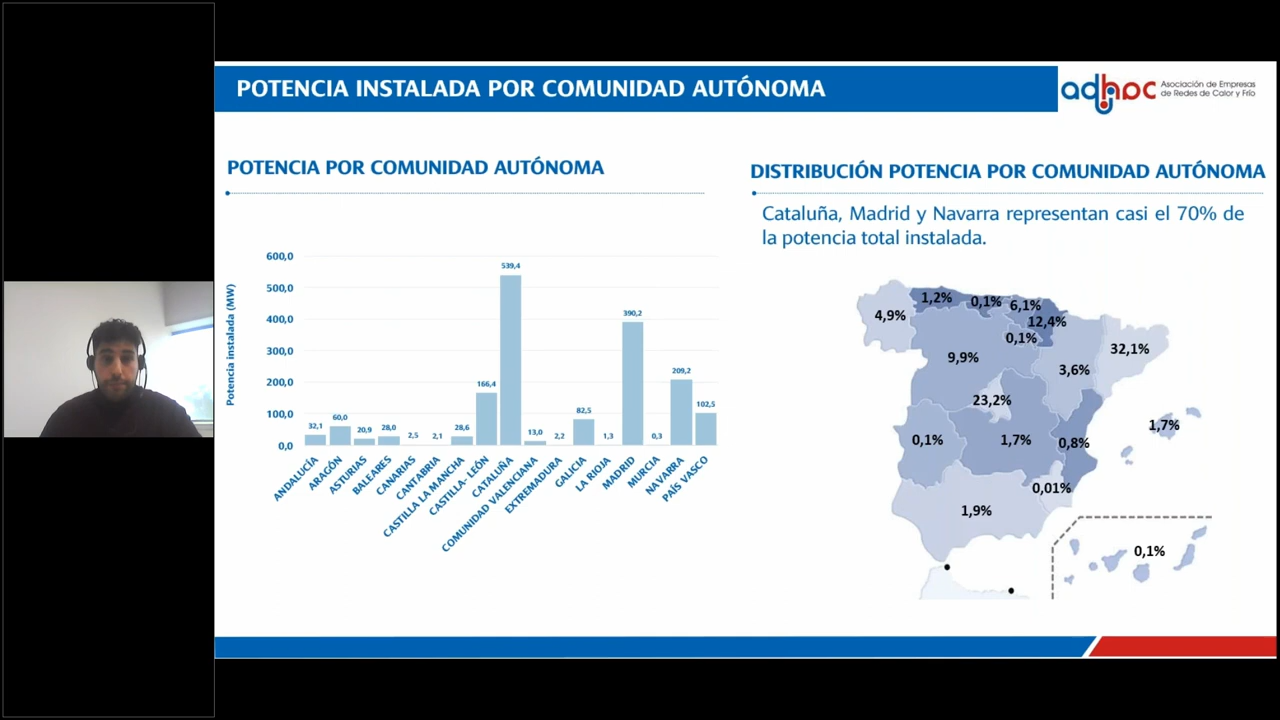 POTENCIA INSTALADA POR COMUNIDAD AUTÓNOMA
adhac
Asociación de Empresas
de Redes de Calor y Frío
POTENCIA POR COMUNIDAD AUTÓNOMA
Potencia instalada (MW)
600,0
500,0
400,0
300,0
200,0
100,0
0,0
32,1
60,0
20,9
28,0
2,5
2,1
28,6
166,4
539,4
13,0
2,2
82,5
1,3
390,2
0,3
209,2
102,5
ANDALUCÍA
ARAGÓN
ASTURIAS
BALEARES
CANARIAS
CANTABRIA
CASTILLA LA MANCHA
CASTILLA- LEÓN
CATALUÑA
COMUNIDAD VALENCIANA
EXTREMADURA
GALICIA
LA RIOJA
MADRID
MURCIA
NAVARRA
PAÍS VASCO
DISTRIBUCIÓN POTENCIA POR COMUNIDAD AUTÓNOMA
Cataluña, Madrid y Navarra representan casi el 70% de
la potencia total instalada.
4,9%
1,2%
0,1%
6,1%
12,4%
0,1%
32,1%
9,9%
3,6%
23,2%
1,7%
0,1%
1,7%
0,8%
0,01%
1,9%
0,1%